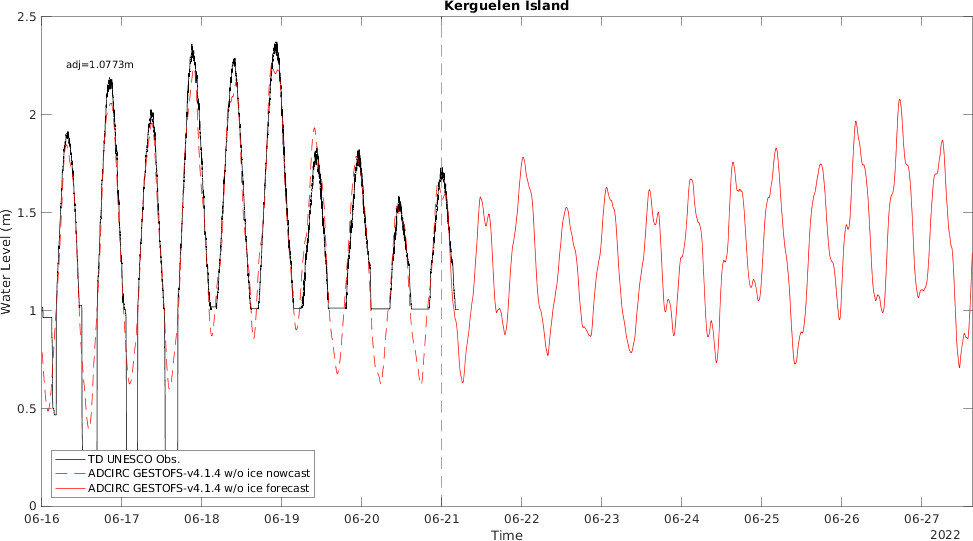 Kerguelen Island
2.5
adj=1.0773m
2
1.5
Water Level (m)
1
0.5
TD UNESCO Obs.
ADCIRC GESTOFS-v4.1.4 w/o ice nowcast
ADCIRC GESTOFS-v4.1.4 w/o ice forecast
0
06-16 06-17 06-18 06-19 06-20 06-21 06-22 06-23 06-24 06-25 06-26 06-27
Time
2022